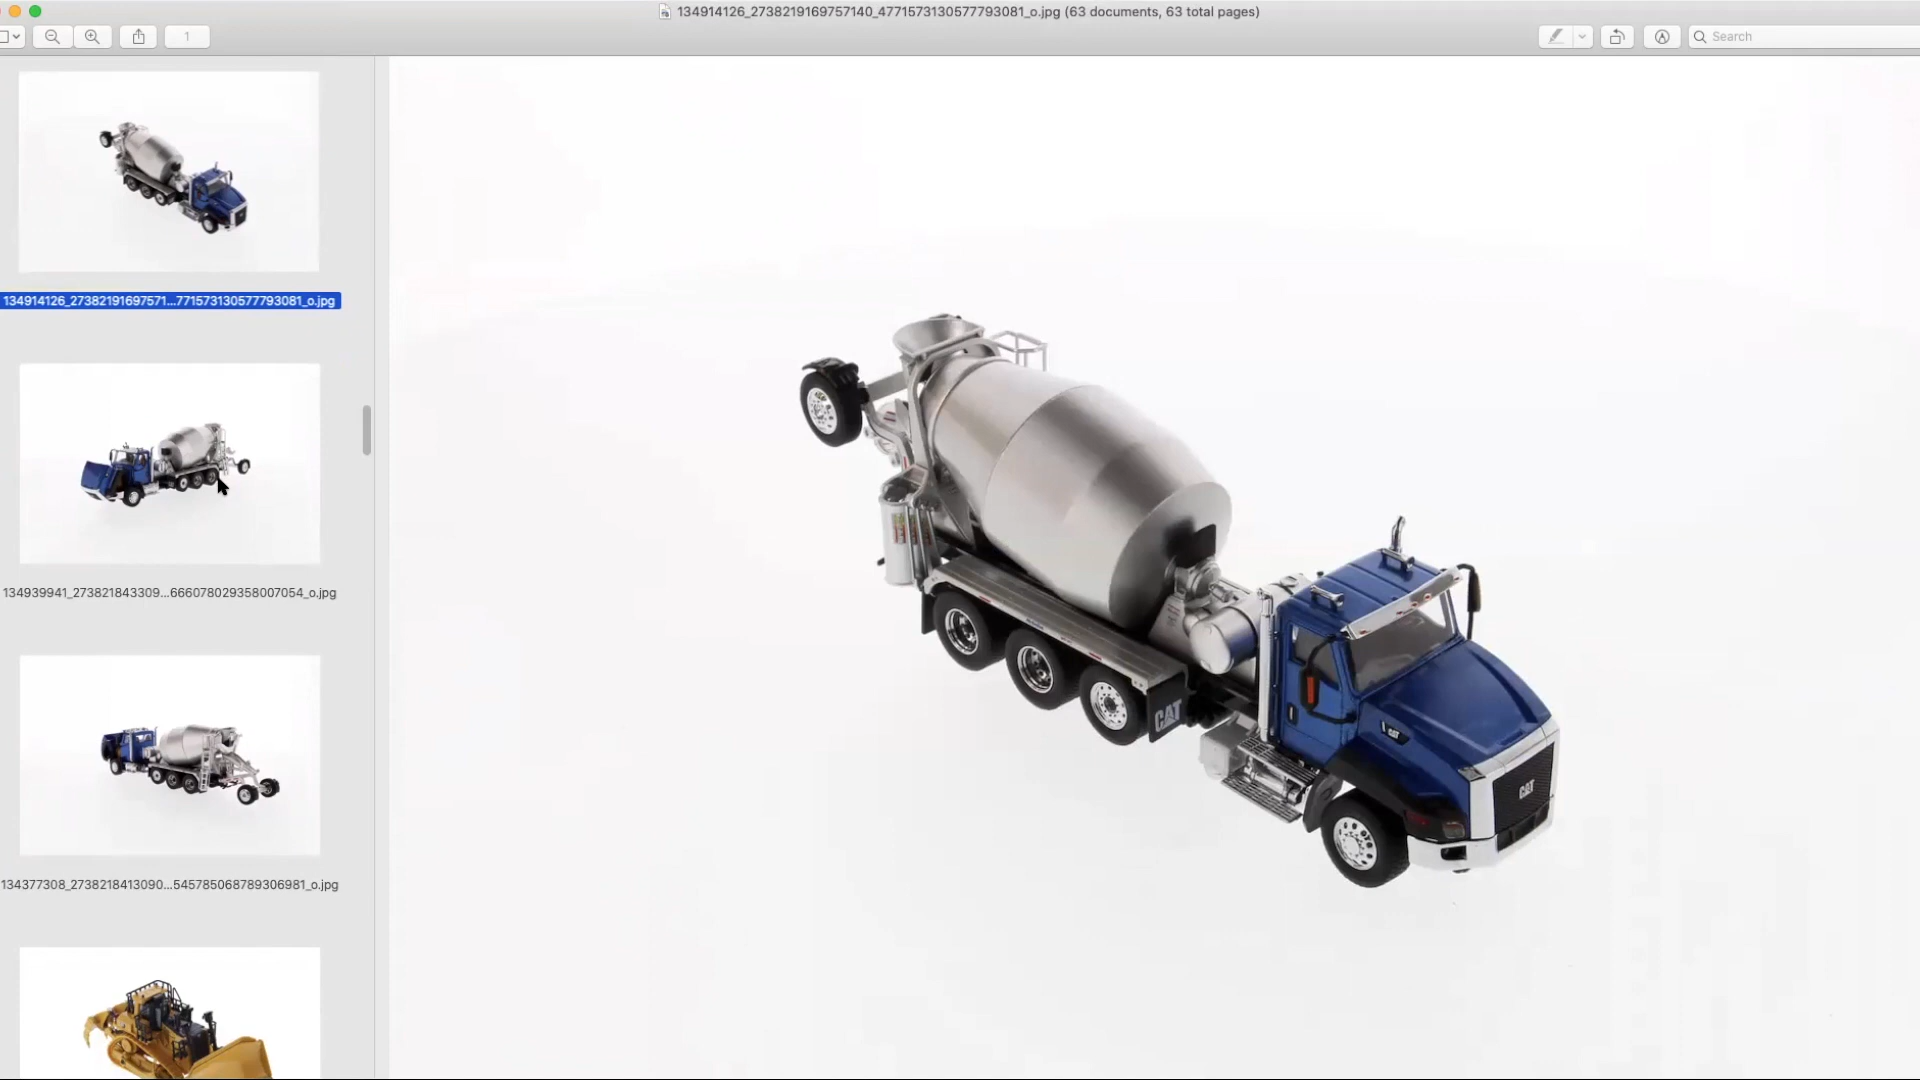 134914126_2738219169757140_4771573130577793081_o.jpg (63 documents, 63 total pages)
1
Search
134914126_27382191697571...771573130577793081_o.jpg
134939941_273821843309...666078029358007054_o.jpg
134377308_2738218413090...545785068789306981_o.jpg
CAT
CAT
CAT